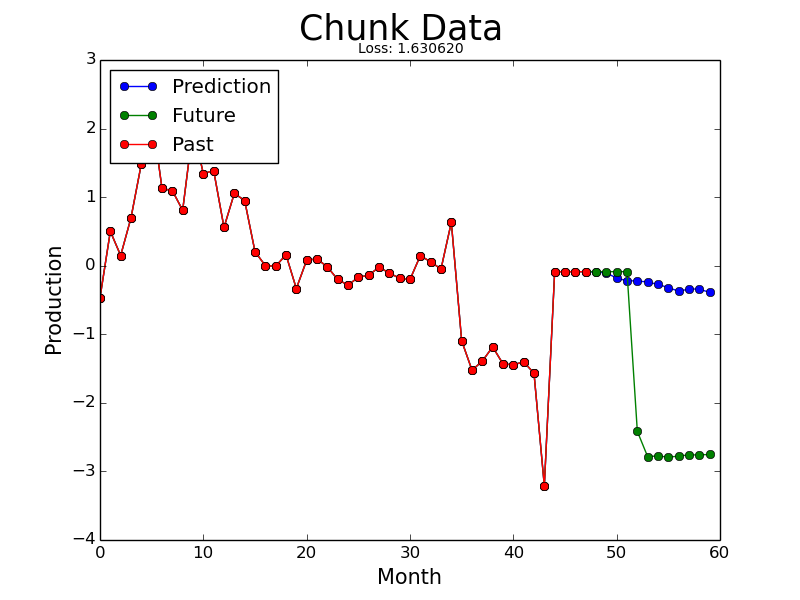 Chunk Data
Loss: 1.630620
3
2
1
0
−1
−2
−3
−4
Prediction
Future
Past
Production
0 10 20 30 40 50 60
Month